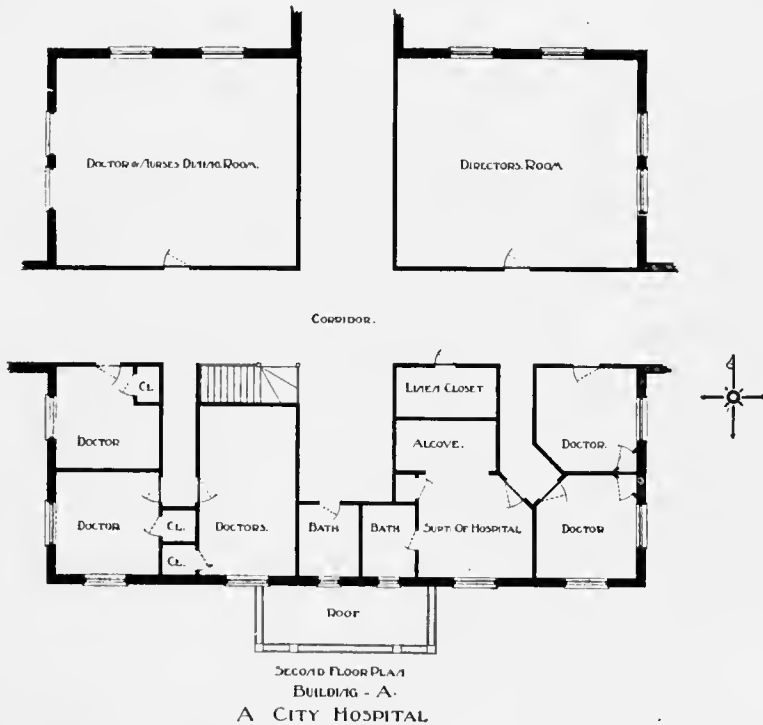 DOCTOR & NURSES DINING ROOM.
DIRECTORS. ROOM
CORRIDOR.
CL.
LINEN CLOSET
DOCTOR
ALCOVE.
DOCTOR.
DOCTOR
CL.
DOCTORS.
BATH
BATH
SUPT. OF HOSPITAL
DOCTOR
CL.
ROOF
SECOND FLOOR PLAN
BUILDING - A.
A CITY HOSPITAL